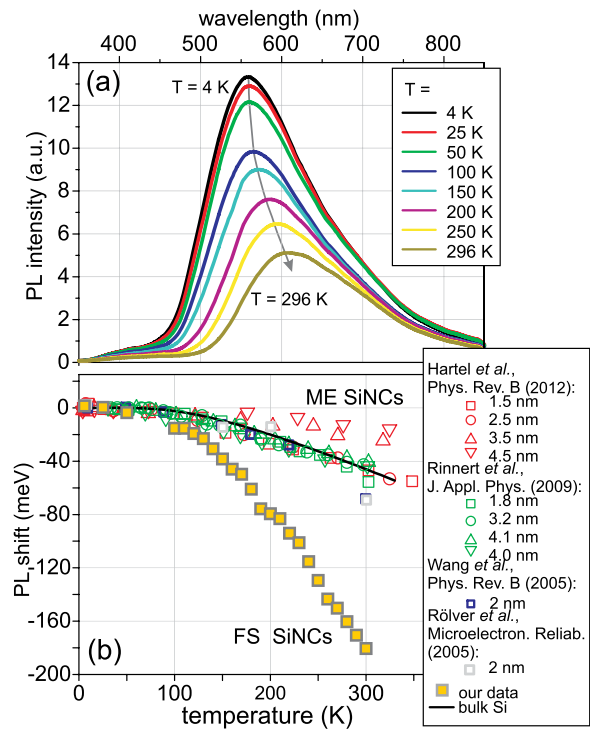 wavelength (nm)
400 500 600 700 800
14
12
10
8
6
4
2
0
PL intensity (a.u.)
(a)
T = 4 K
T = 296 K
T =
4 K
25 K
50 K
100 K
150 K
200 K
250 K
296 K
0
-40
-80
-120
-160
-200
PL shift (meV)
ME SiNCs
FS SiNCs
(b)
0 100 200 300
temperature (K)
Hartel et al.,
Phys. Rev. B (2012):
1.5 nm
2.5 nm
3.5 nm
4.5 nm
Rinnert et al.,
J. Appl. Phys. (2009):
1.8 nm
3.2 nm
4.1 nm
4.0 nm
Wang et al.,
Phys. Rev. B (2005):
2 nm
Rölver et al.,
Microelectron. Reliab.
(2005):
2 nm
our data
bulk Si